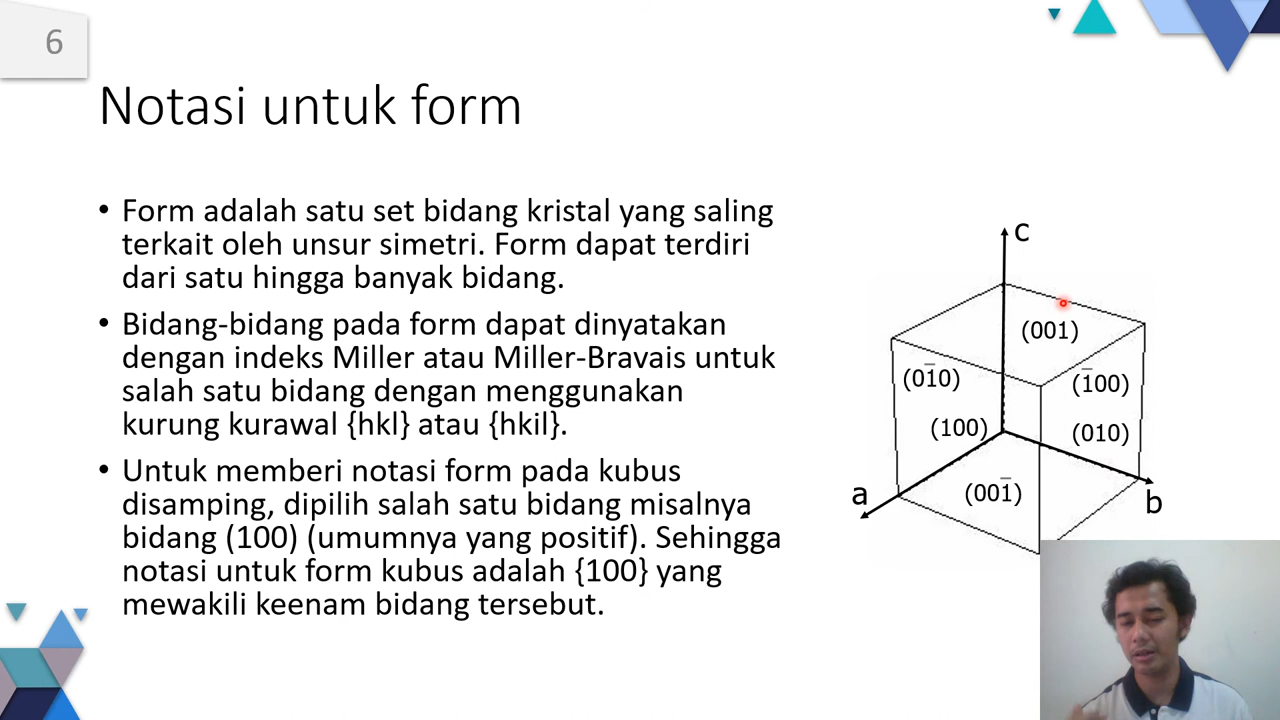 6
Notasi untuk form
• Form adalah satu set bidang kristal yang saling
terkait oleh unsur simetri. Form dapat terdiri
dari satu hingga banyak bidang.
• Bidang-bidang pada form dapat dinyatakan
dengan indeks Miller atau Miller-Bravais untuk
salah satu bidang dengan menggunakan
kurung kurawal {hkl} atau {hkil}.
• Untuk memberi notasi form pada kubus
disamping, dipilih salah satu bidang misalnya
bidang (100) (umumnya yang positif). Sehingga
notasi untuk form kubus adalah {100} yang
mewakili keenam bidang tersebut.
c
(001)
(01̅0)
(1̅00)
(100)
(010)
(001̅)
a
b